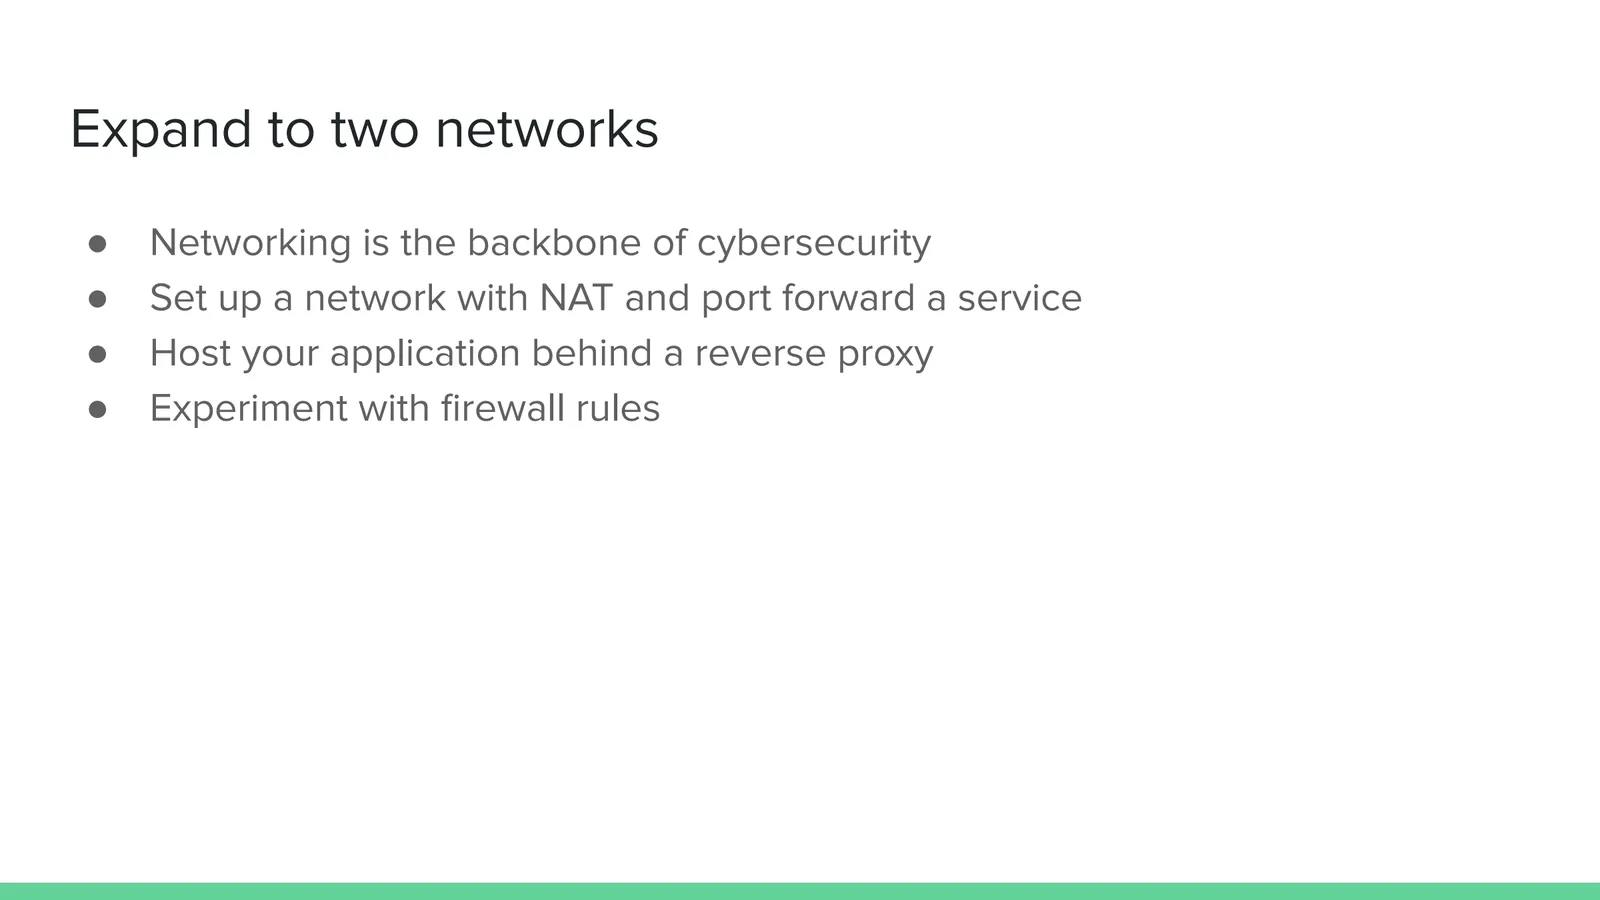 Expand to two networks
● Networking is the backbone of cybersecurity
● Set up a network with NAT and port forward a service
● Host your application behind a reverse proxy
● Experiment with firewall rules